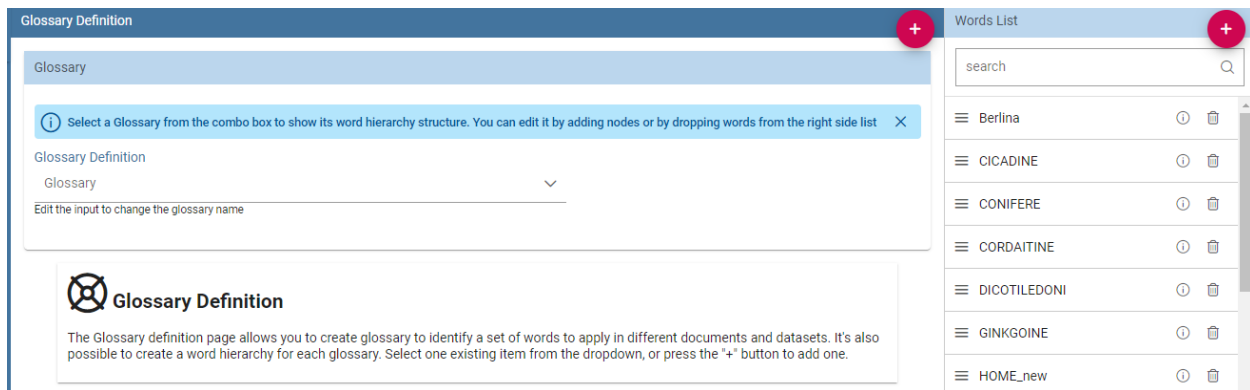 Glossary Definition
Glossary
Select a Glossary from the combo box to show its word hierarchy structure. You can edit it by adding nodes or by dropping words from the right side list
Glossary Definition
Glossary
Edit the input to change the glossary name
Glossary Definition
The Glossary definition page allows you to create glossary to identify a set of words to apply in different documents and datasets. It's also
possible to create a word hierarchy for each glossary. Select one existing item from the dropdown, or press the "+" button to add one.
Words List
search
Berlina
CICADINE
CONIFERE
CORDAITINE
DICOTILEDONI
GINKGOINE
HOME_new